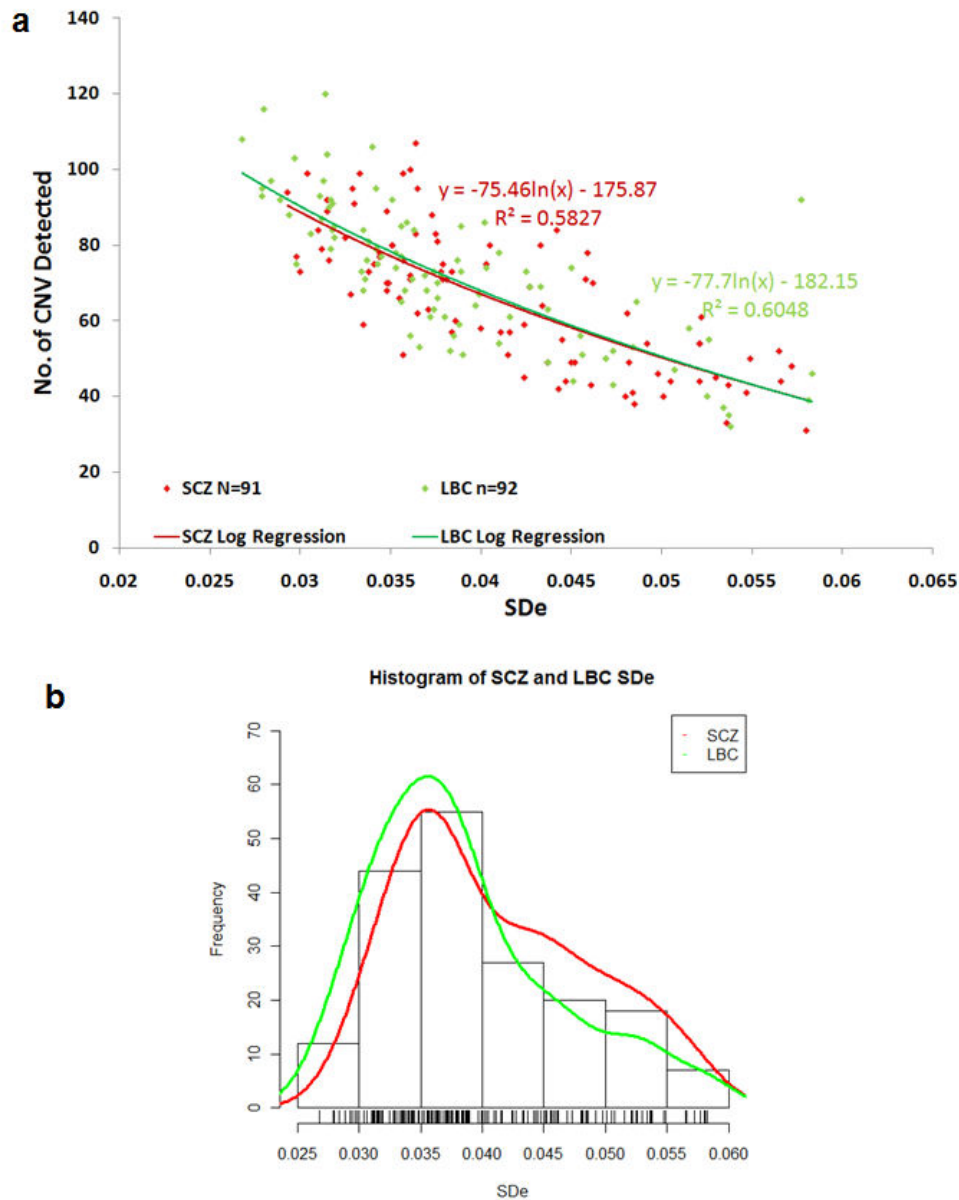 a
140
120
100
80
60
40
20
0
No. of CNV Detected
y = -75.46ln(x) - 175.87
R² = 0.5827
y = -77.7ln(x) - 182.15
R² = 0.6048
SCZ N=91 LBC n=92
SCZ Log Regression LBC Log Regression
0.02 0.025 0.03 0.035 0.04 0.045 0.05 0.055 0.06 0.065
SDe
b
Histogram of SCZ and LBC SDe
SCZ
LBC
70
60
50
40
30
20
10
0
Frequency
0.025 0.030 0.035 0.040 0.045 0.050 0.055 0.060
SDe